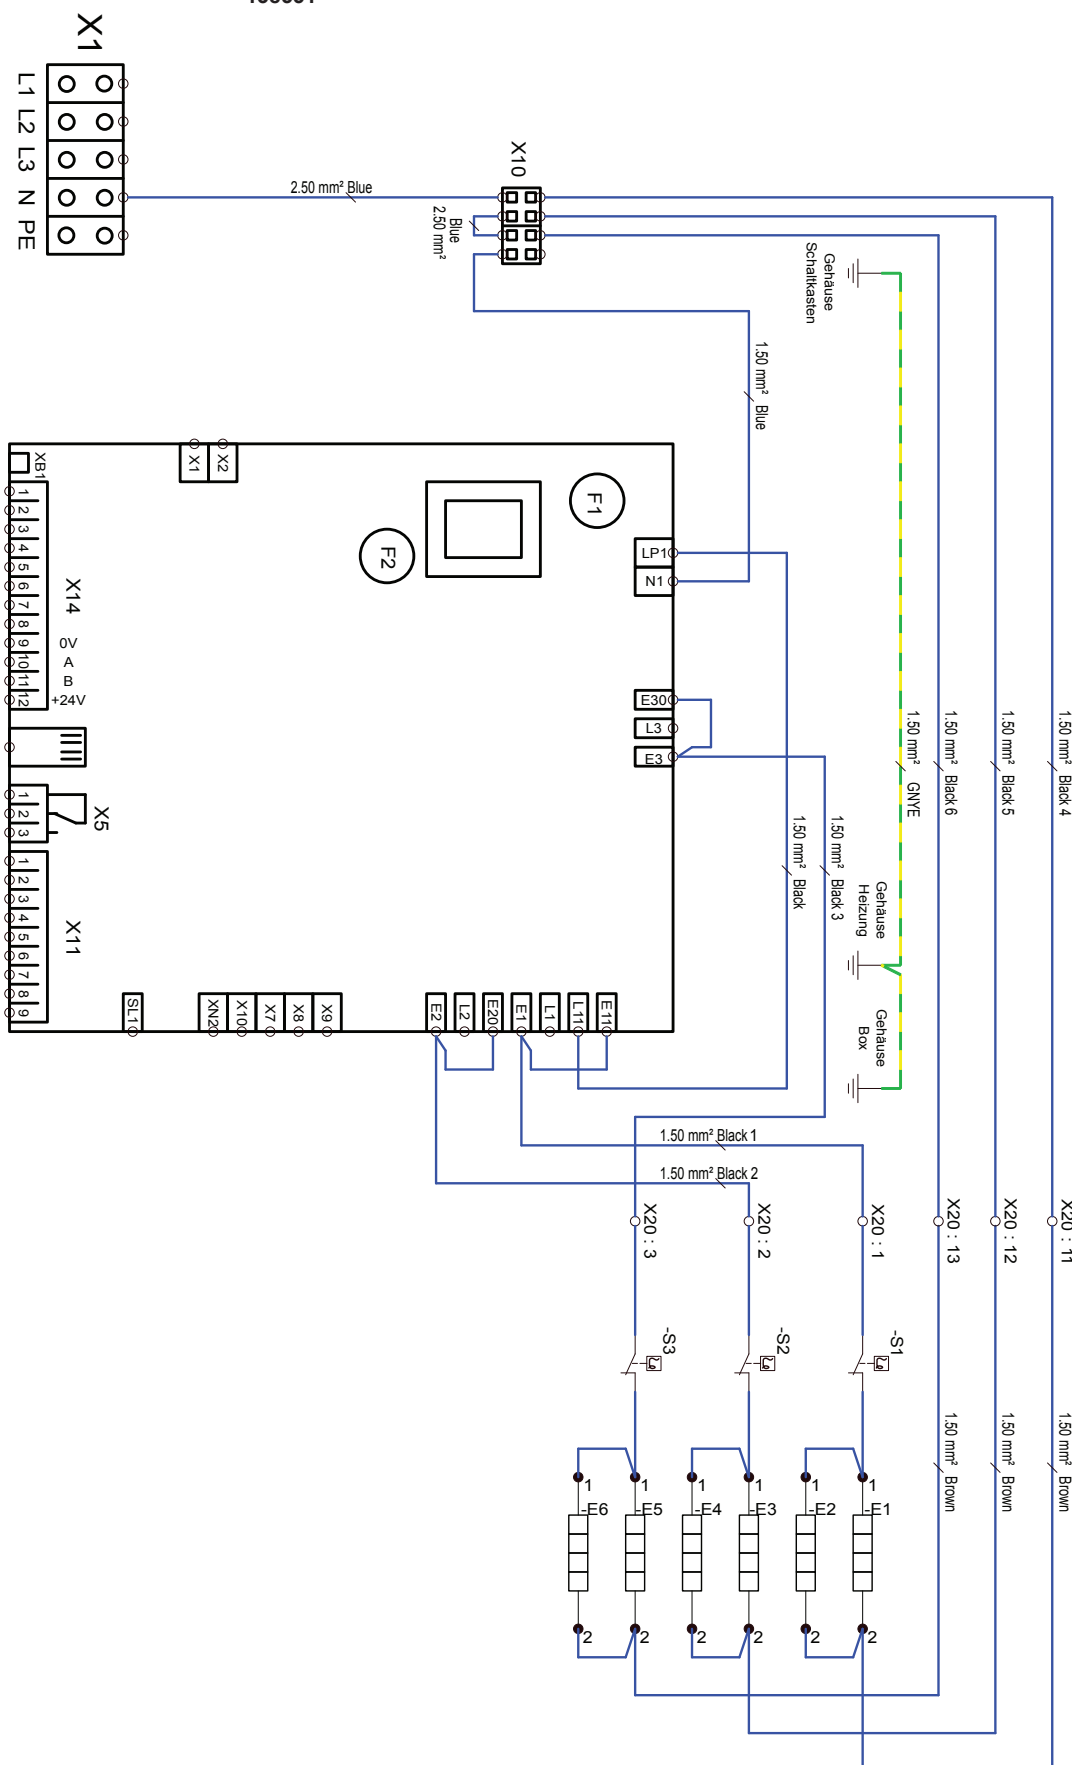 X1
L1
L2
L3
N
PE
2.50 mm² Blue
X10
Blue
2.50 mm²
Gehäuse
Schaltkasten
1.50 mm² Blue
XB1
X1
X2
F1
F2
LP1
N1
X14
1
2
3
4
5
6
7
8
9
10
11
12
0V
A
B
+24V
E30
L3
E3
X5
1
2
3
X11
1
2
3
4
5
6
7
8
9
1.50 mm² Black 4
1.50 mm² Black 5
1.50 mm² Black 6
1.50 mm² GNYE
1.50 mm² Black 3
1.50 mm² Black
Gehäuse
Heizung
Gehäuse
Box
SL1
XN2
X10
X7
X8
X9
E2
L2
E20
E1
L1
L11
E11
1.50 mm² Black 1
1.50 mm² Black 2
X20 : 3
X20 : 2
X20 : 1
X20 : 13
X20 : 12
X20 : 11
-S3
-S2
-S1
1.50 mm² Brown
1.50 mm² Brown
1.50 mm² Brown
1
1
1
1
1
1
-E6
-E5
-E4
-E3
-E2
-E1
2
2
2
2
2
2